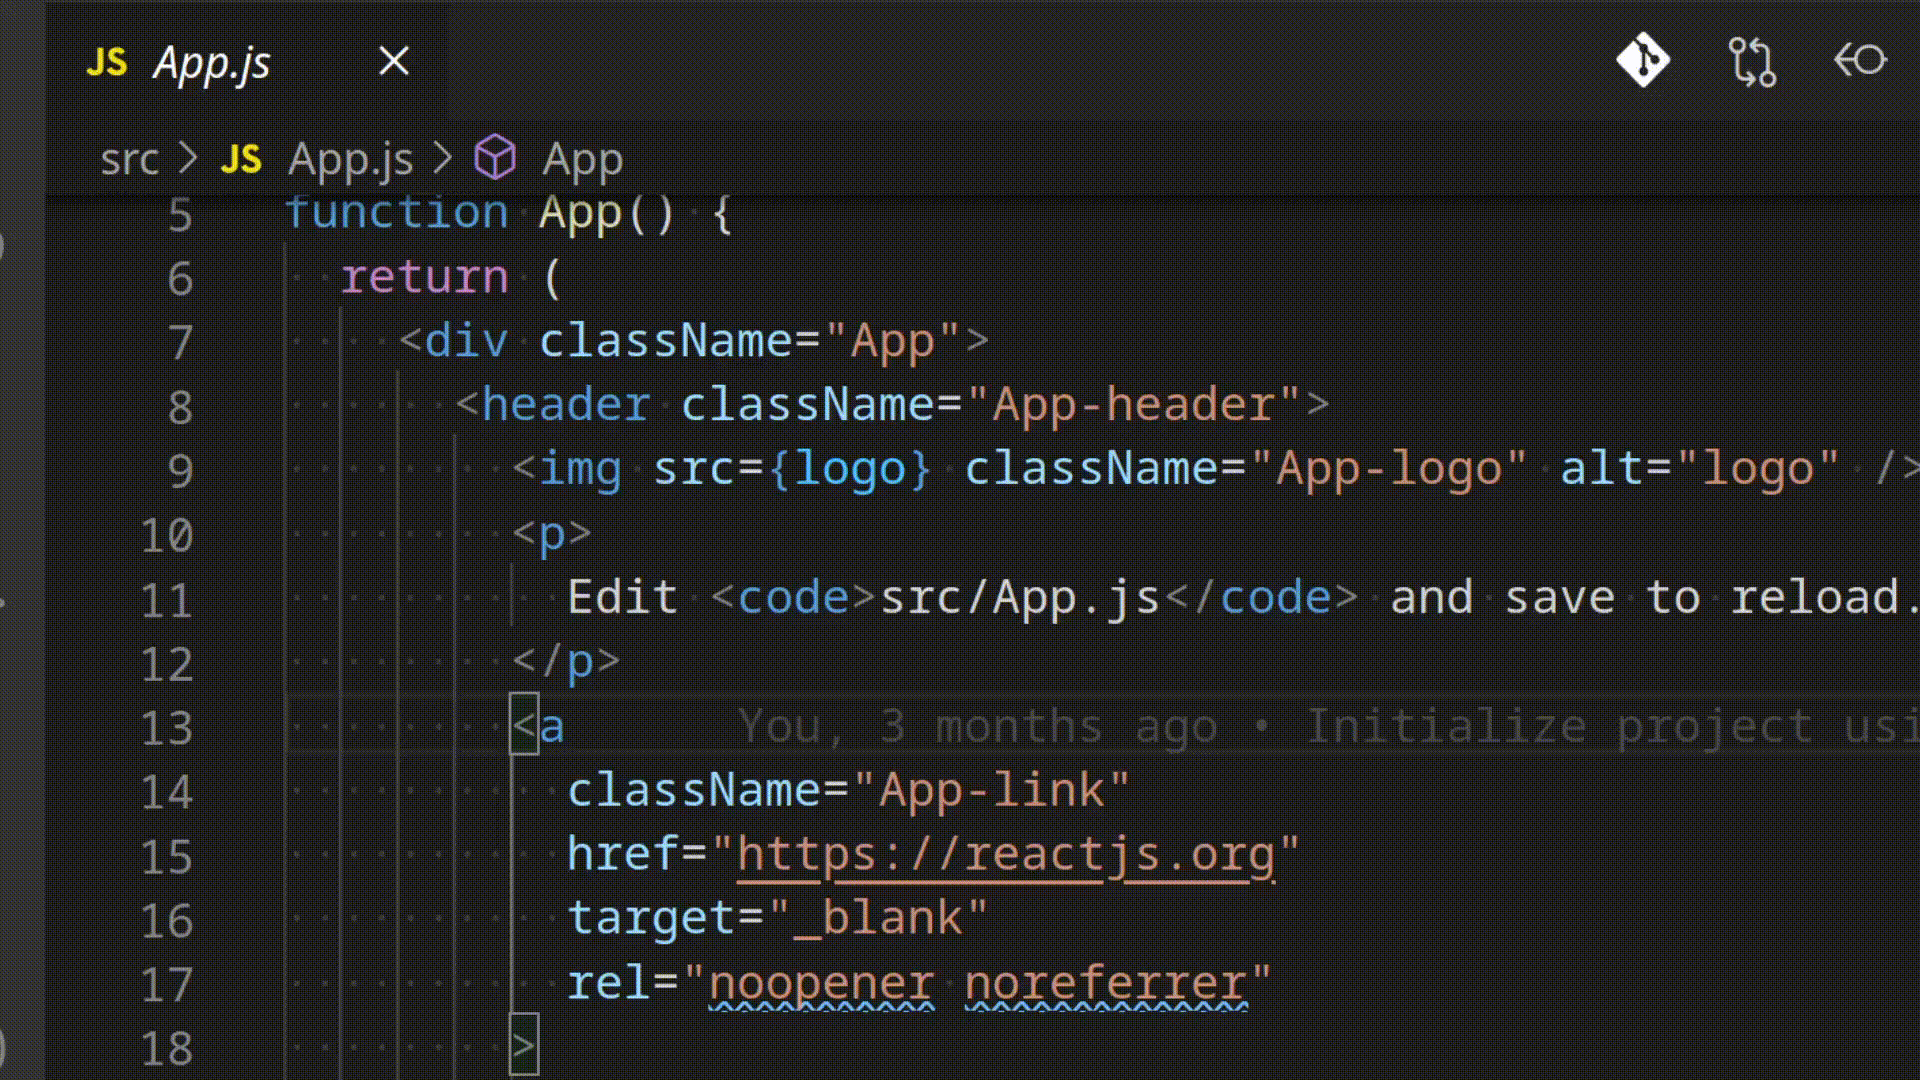 JS App.js
src > JS App.js > App
5 function App() {
6 return (
7 <div className="App">
8 <header className="App-header">
9 <img src={logo} className="App-logo" alt="logo" />
10 <p>
11 Edit <code>src/App.js</code> and save to reload.
12 </p>
13 <a You, 3 months ago • Initialize project usi
14 className="App-link"
15 href="https://reactjs.org"
16 target="_blank"
17 rel="noopener noreferrer"
18 >